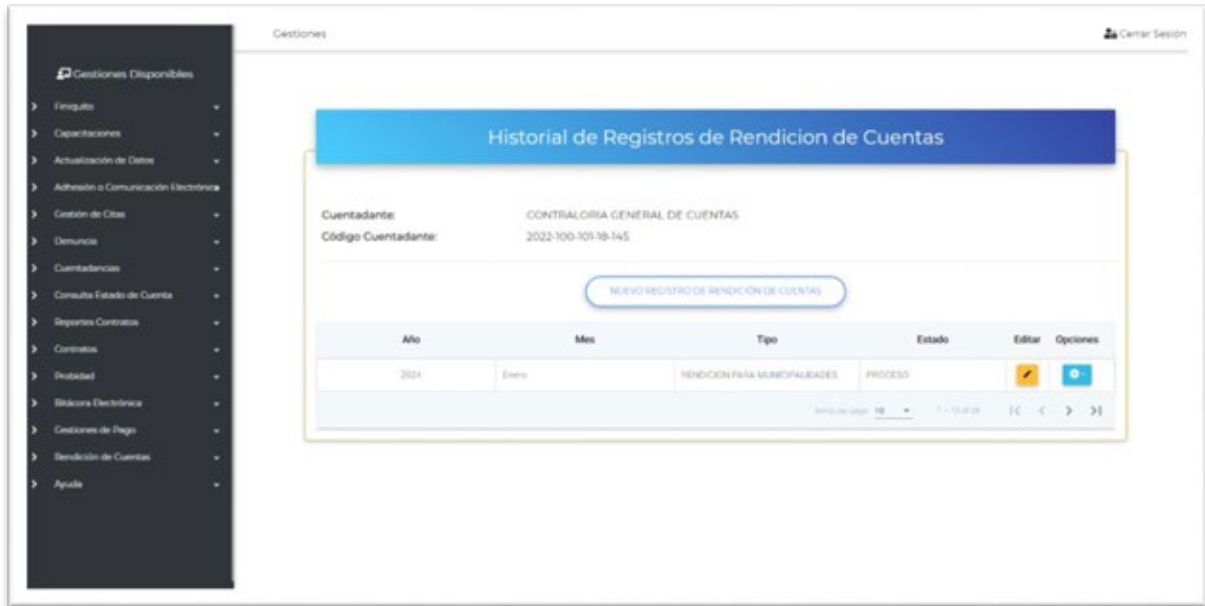 Gestiones
Cerrar Sesión
Gestiones Disponibles
Finiquito
Capacitaciones
Actualización de Datos
Adhesión a Comunicación Electrónica
Gestión de Citas
Denuncia
Cuentadancias
Consulta Estado de Cuenta
Reportes Contratos
Contratos
Probidad
Bitácora Electrónica
Gestiones de Pago
Rendición de Cuentas
Ayuda
Historial de Registros de Rendicion de Cuentas
Cuentadante: CONTRALORIA GENERAL DE CUENTAS
Código Cuentadante: 2022-100-101-18-145
NUEVO REGISTRO DE RENDICIÓN DE CUENTAS
Año Mes Tipo Estado Editar Opciones
2024 Enero RENDICION PARA MUNICIPALIDADES PROCESO
10